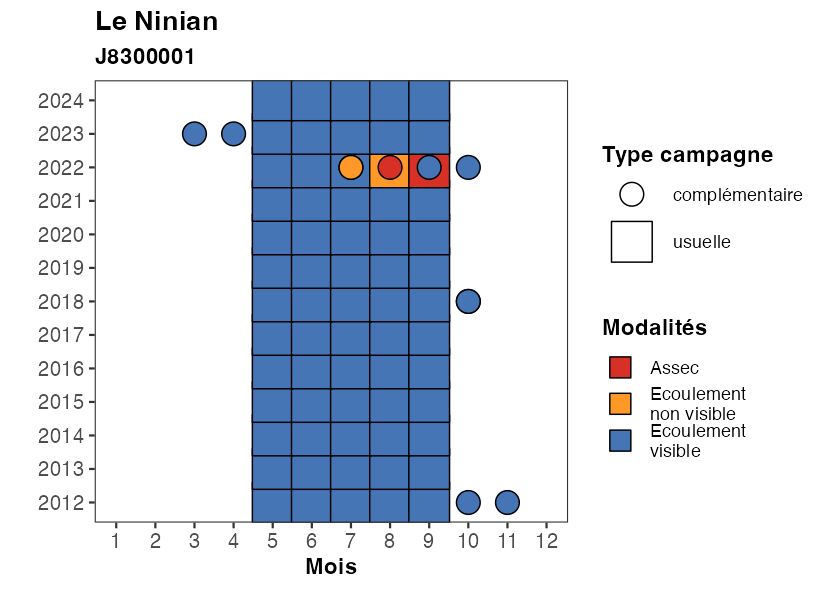 Le Ninian
J8300001
2024
2023
2022
2021
2020
2019
2018
2017
2016
2015
2014
2013
2012
1 2 3 4 5 6 7 8 9 10 11 12
Mois
Type campagne
complémentaire
usuelle
Modalités
Assec
Ecoulement
non visible
Ecoulement
visible